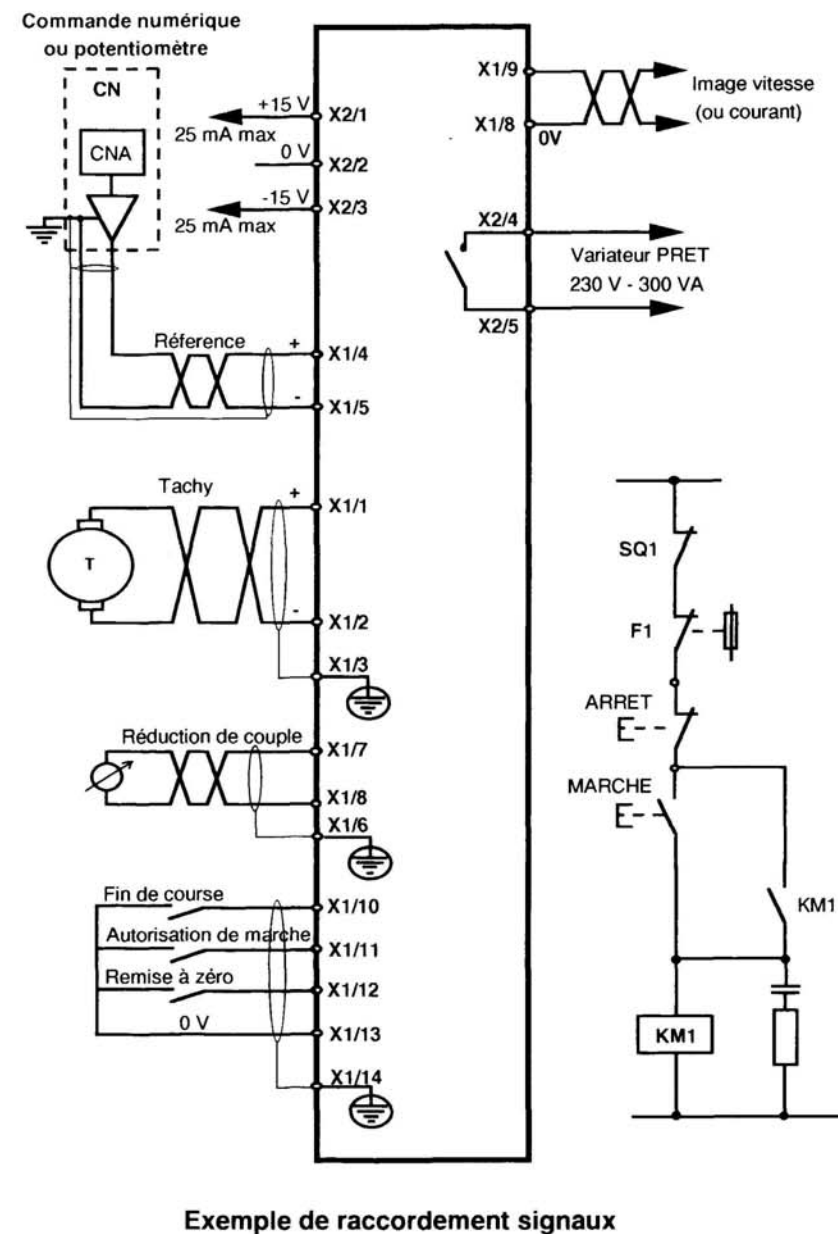 Commande numérique
ou potentiomètre
CN
CNA
+15 V
25 mA max
0 V
-15 V
25 mA max
X2/1
X2/2
X2/3
Réference
+
-
X1/4
X1/5
Tachy
T
+
-
X1/1
X1/2
X1/3
Réduction de couple
X1/7
X1/8
X1/6
Fin de course
Autorisation de marche
Remise à zéro
0 V
X1/10
X1/11
X1/12
X1/13
X1/14
X1/9
X1/8
0V
Image vitesse
(ou courant)
X2/4
Variateur PRET
230 V - 300 VA
X2/5
SQ1
F1
ARRET
MARCHE
KM1
KM1
Exemple de raccordement signaux